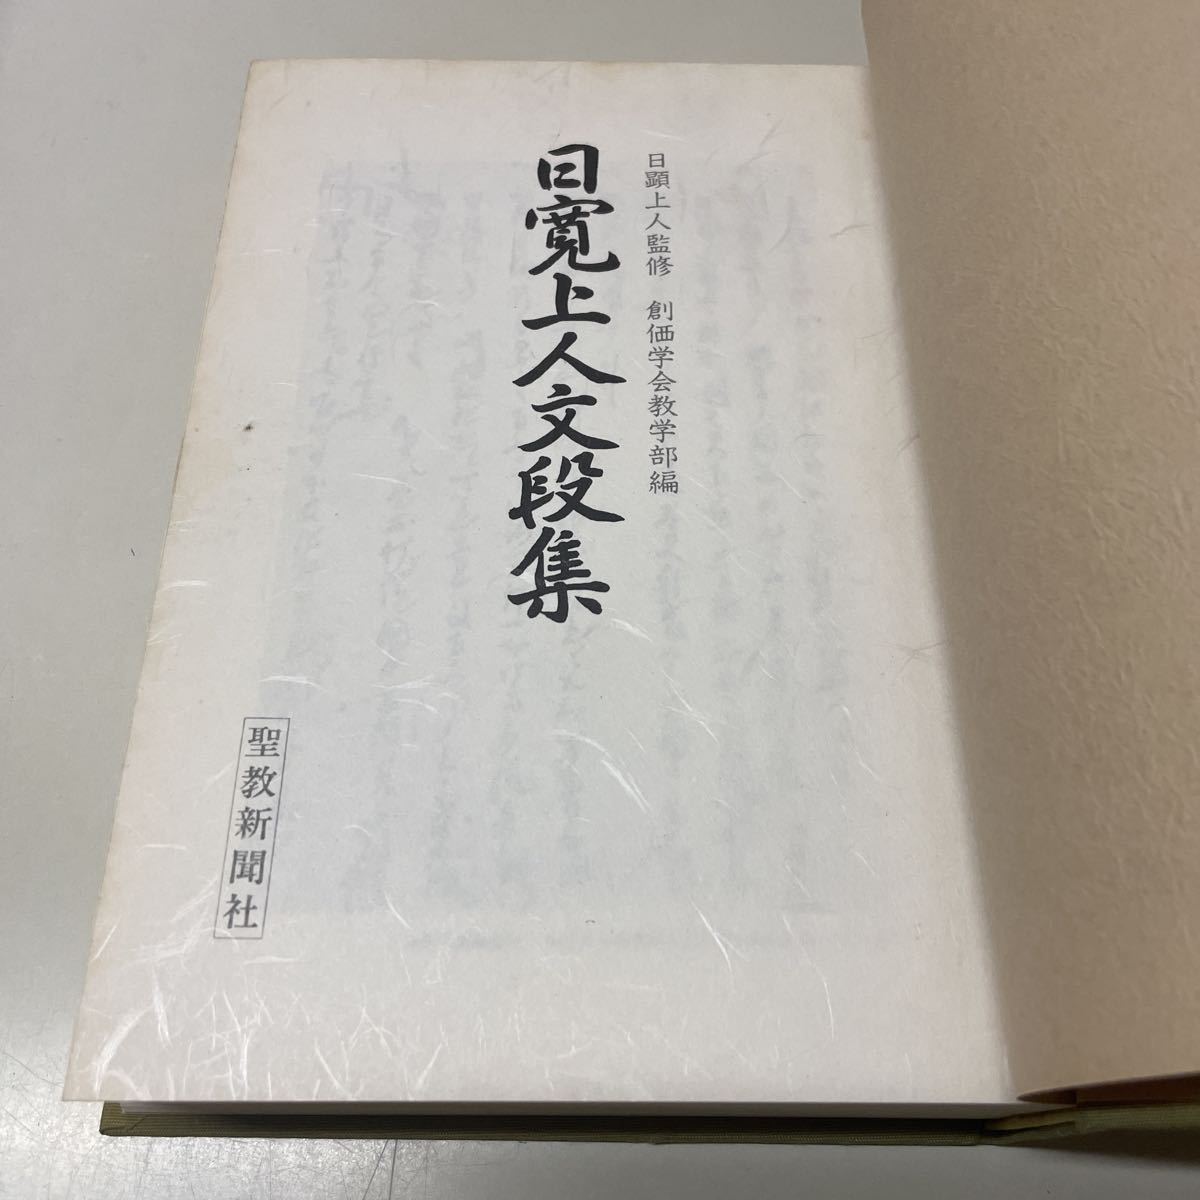 日顕上人監修　創価学会教学部編
日寛上人文段集
聖教新聞社